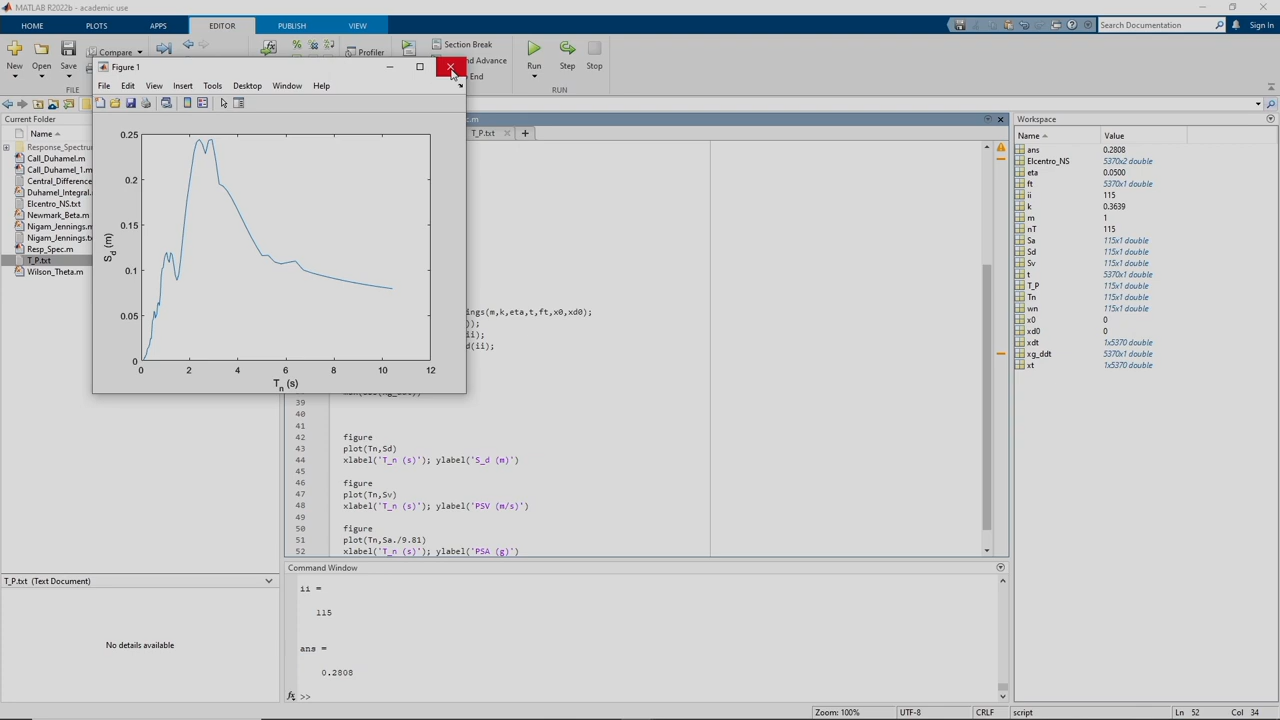 MATLAB R2022b - academic use
HOME PLOTS APPS EDITOR PUBLISH VIEW
Search Documentation Sign In
New Open Save Compare Profiler Section Break Run Step Stop
End
FILE RUN
Figure 1
File Edit View Insert Tools Desktop Window Help
0.25
0.2
0.15
0.1
0.05
0
0 2 4 6 8 10 12
S_d (m)
T_n (s)
Current Folder
Name
Response_Spectru
Call_Duhamel.m
Call_Duhamel_1.m
Central_Difference
Duhamel_Integral.
Elcentro_NS.txt
Newmark_Beta.m
Nigam_Jennings.m
Nigam_Jennings.tx
Resp_Spec.m
T_P.txt
Wilson_Theta.m
T_P.txt (Text Document)
No details available
c.m
T_P.txt
ngs(m,k,eta,t,ft,x0,xd0);
));
ii);
d(ii);
39
40
41
42 figure
43 plot(Tn,Sd)
44 xlabel('T_n (s)'); ylabel('S_d (m)')
45
46 figure
47 plot(Tn,Sv)
48 xlabel('T_n (s)'); ylabel('PSV (m/s)')
49
50 figure
51 plot(Tn,Sa./9.81)
52 xlabel('T_n (s)'); ylabel('PSA (g)')
Command Window
ii =
115
ans =
0.2808
fx >>
Workspace
Name Value
ans 0.2808
Elcentro_NS 5370x2 double
eta 0.0500
ft 5370x1 double
ii 115
k 0.3639
m 1
nT 115
Sa 115x1 double
Sd 115x1 double
Sv 115x1 double
t 5370x1 double
T_P 115x1 double
Tn 115x1 double
wn 115x1 double
x0 0
xd0 0
xdt 1x5370 double
xg_ddt 5370x1 double
xt 1x5370 double
Zoom: 100% UTF-8 CRLF script Ln 52 Col 34